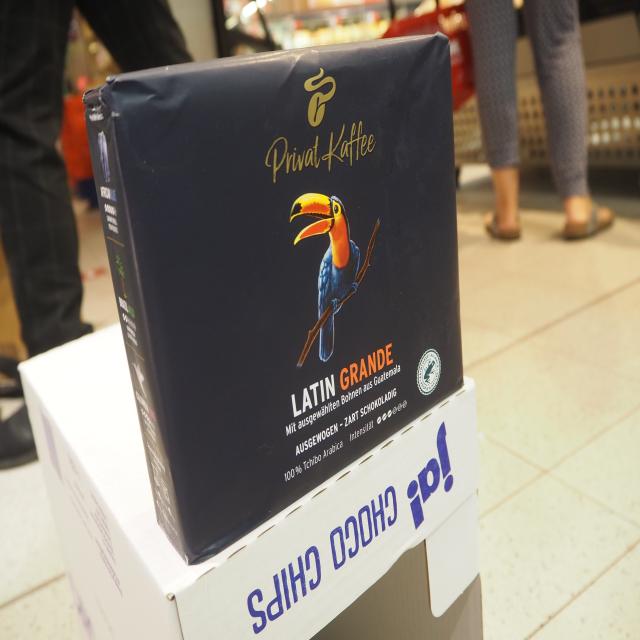 Privat Kaffee
LATIN GRANDE
Mit ausgewählten Bohnen aus Guatemala
AUSGEWOGEN - ZART SCHOKOLADIG
100% Tchibo Arabica Intensität
ja!
CHOCO CHIPS